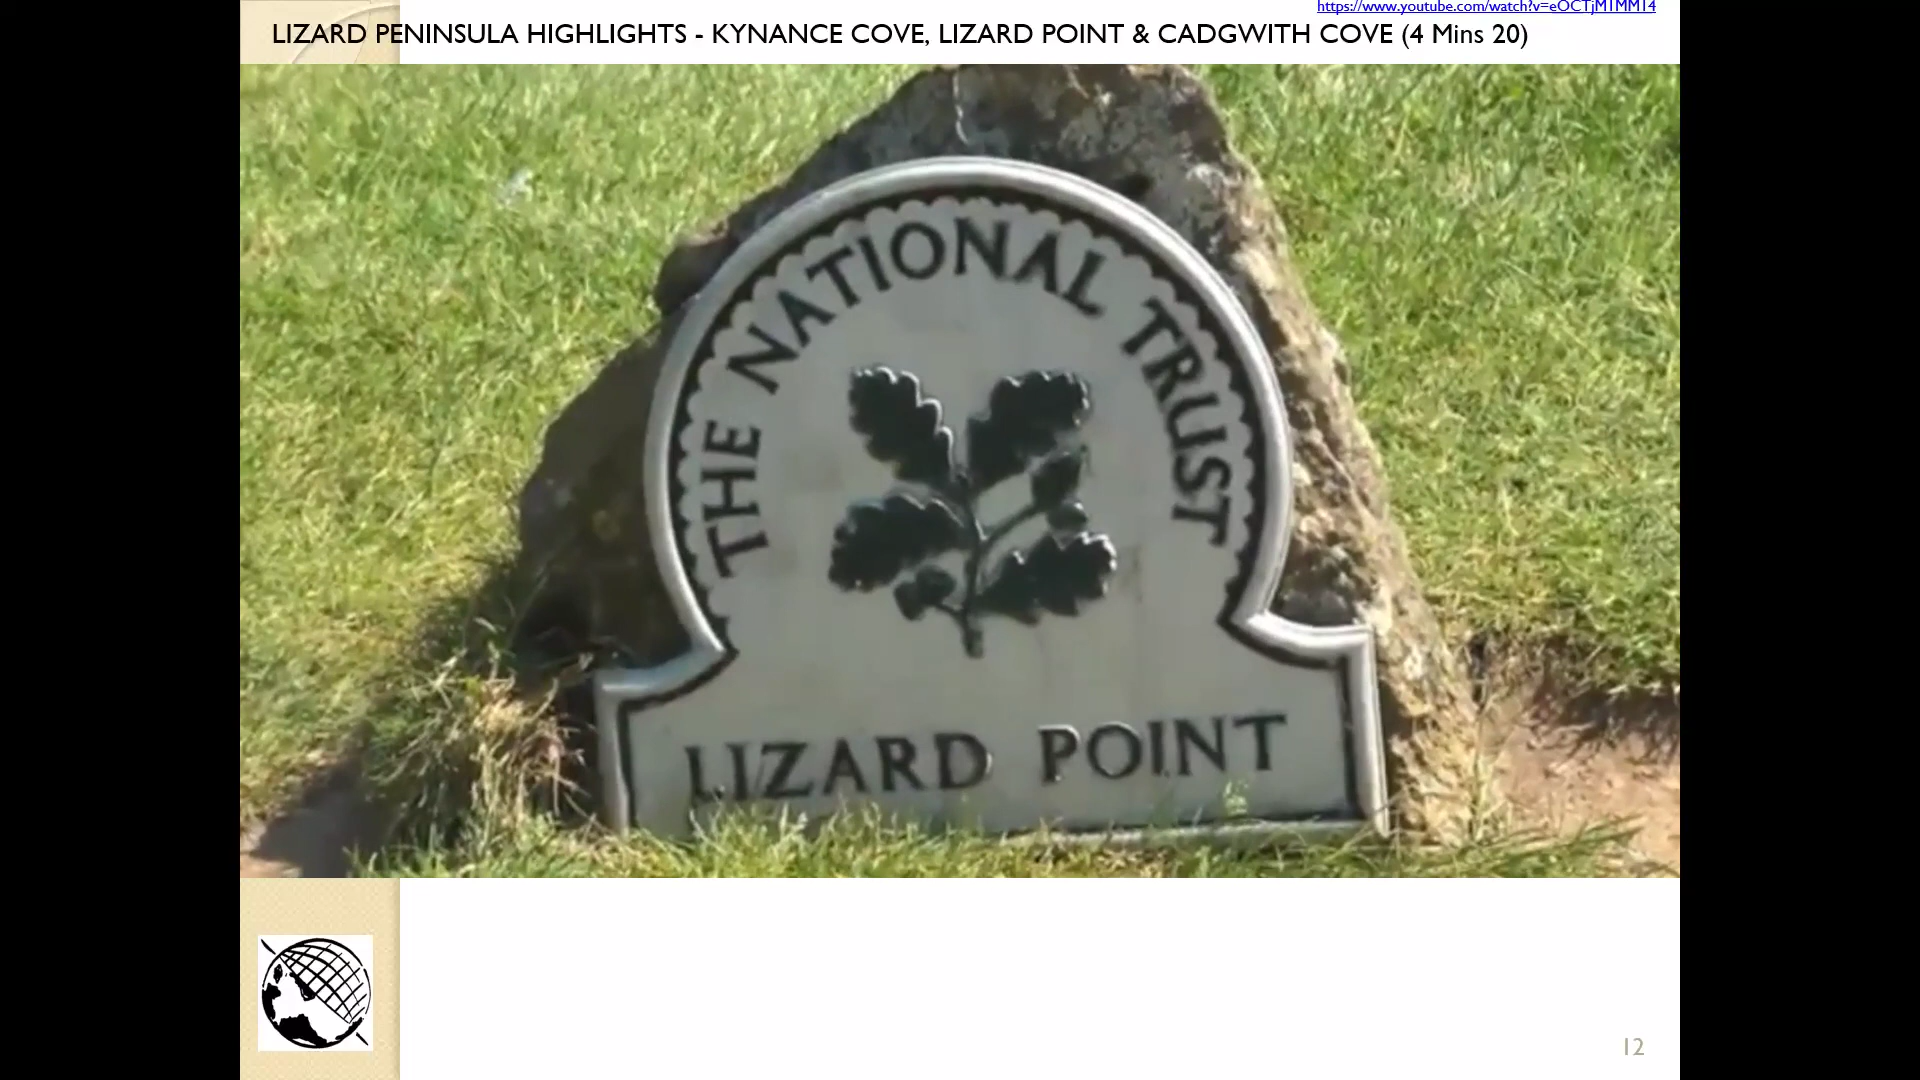 https://www.youtube.com/watch?v=eOCTjM1MM14
LIZARD PENINSULA HIGHLIGHTS - KYNANCE COVE, LIZARD POINT & CADGWITH COVE (4 Mins 20)
THE NATIONAL TRUST
LIZARD POINT
12